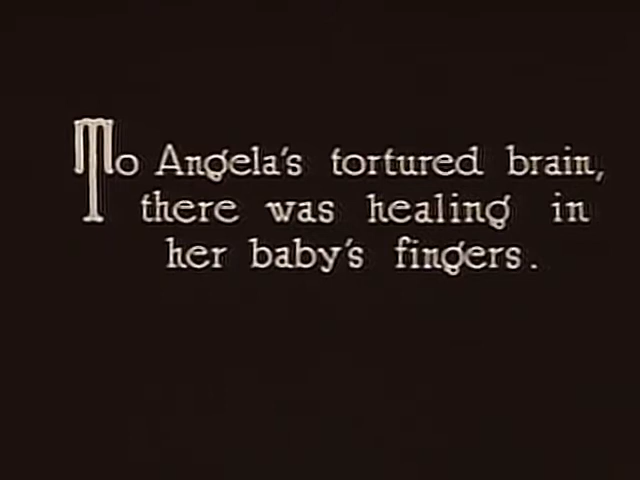 To Angela's tortured brain,
there was healing in
her baby's fingers.